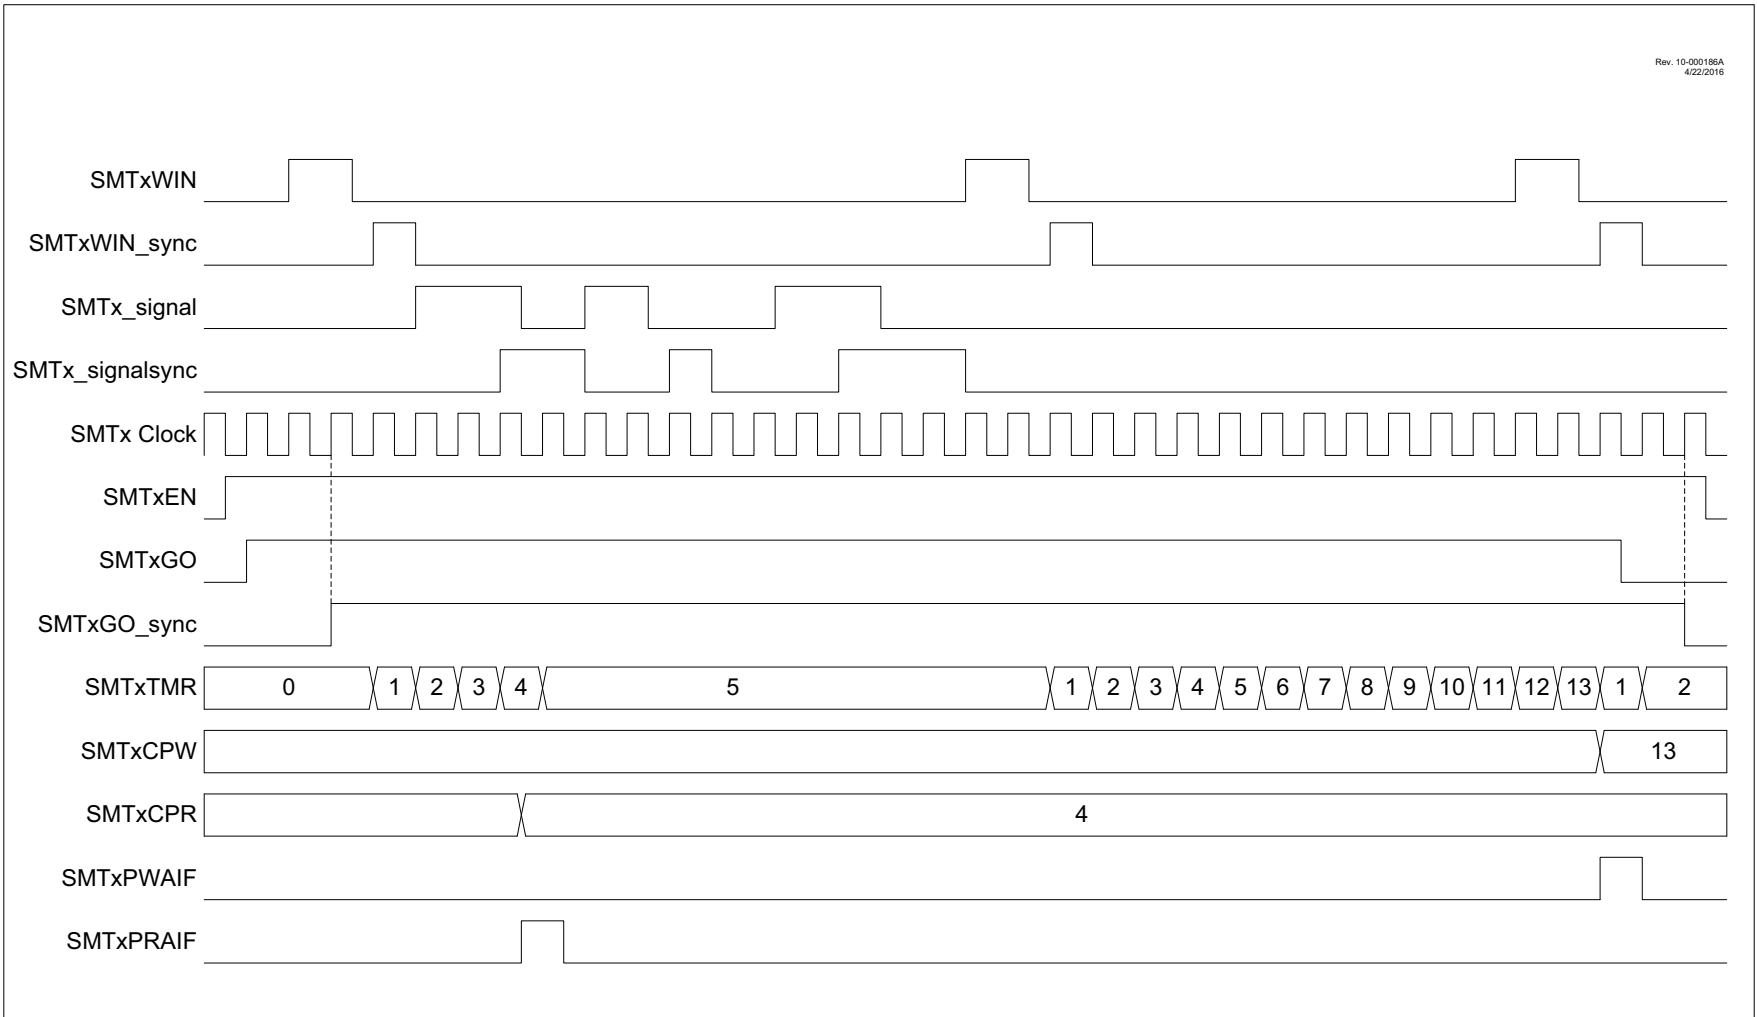 Rev. 10-000186A
4/22/2016
SMTxWIN
SMTxWIN_sync
SMTx_signal
SMTx_signalsync
SMTx Clock
SMTxEN
SMTxGO
SMTxGO_sync
SMTxTMR 0 1 2 3 4 5 1 2 3 4 5 6 7 8 9 10 11 12 13 1 2
SMTxCPW 13
SMTxCPR 4
SMTxPWAIF
SMTxPRAIF